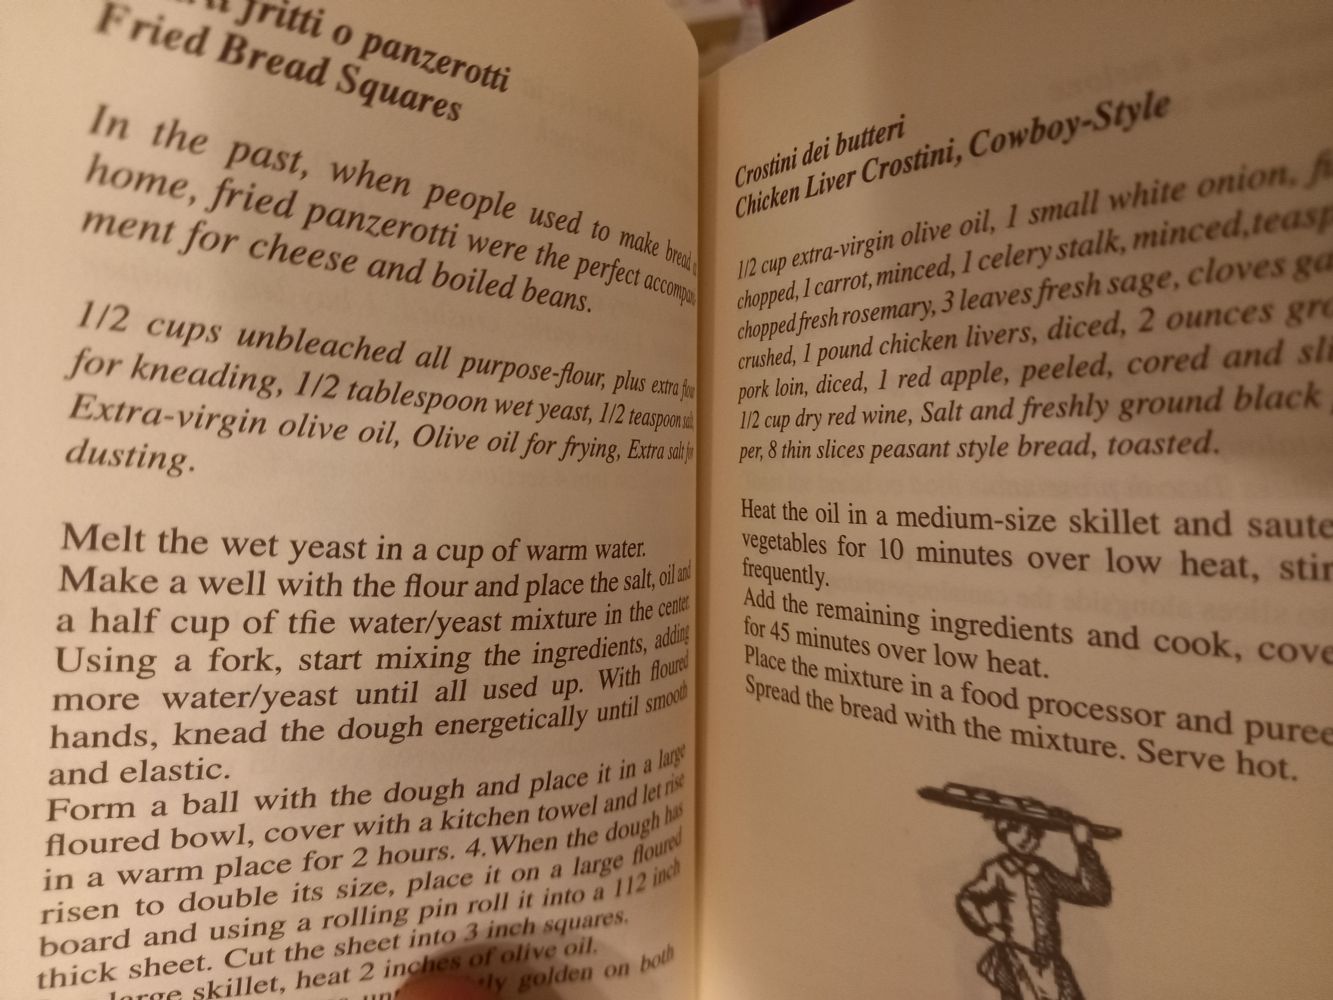 fritti o panzerotti
Fried Bread Squares
In the past, when people used to make bread
home, fried panzerotti were the perfect accompani
ment for cheese and boiled beans.
1/2 cups unbleached all purpose-flour, plus extra flour
for kneading, 1/2 tablespoon wet yeast, 1/2 teaspoon salt,
Extra-virgin olive oil, Olive oil for frying, Extra salt for
dusting.
Melt the wet yeast in a cup of warm water.
Make a well with the flour and place the salt, oil and
a half cup of tfie water/yeast mixture in the center.
Using a fork, start mixing the ingredients, adding
more water/yeast until all used up. With floured
hands, knead the dough energetically until smooth
and elastic.
Form a ball with the dough and place it in a large
floured bowl, cover with a kitchen towel and let rise
in a warm place for 2 hours. 4. When the dough has
risen to double its size, place it on a large floured
board and using a rolling pin roll it into a 112 inch
thick sheet. Cut the sheet into 3 inch squares.
large skillet, heat 2 inches of olive oil.
golden on both
Crostini dei butteri
Chicken Liver Crostini, Cowboy-Style
1/2 cup extra-virgin olive oil, 1 small white onion,
chopped, 1 carrot, minced, 1 celery stalk, minced, teasp
chopped fresh rosemary, 3 leaves fresh sage, cloves ga
crushed, 1 pound chicken livers, diced, 2 ounces gro
pork loin, diced, 1 red apple, peeled, cored and sli
1/2 cup dry red wine, Salt and freshly ground black
per, 8 thin slices peasant style bread, toasted.
Heat the oil in a medium-size skillet and saute
vegetables for 10 minutes over low heat, stir
frequently.
Add the remaining ingredients and cook, cove
for 45 minutes over low heat.
Place the mixture in a food processor and puree
Spread the bread with the mixture. Serve hot.